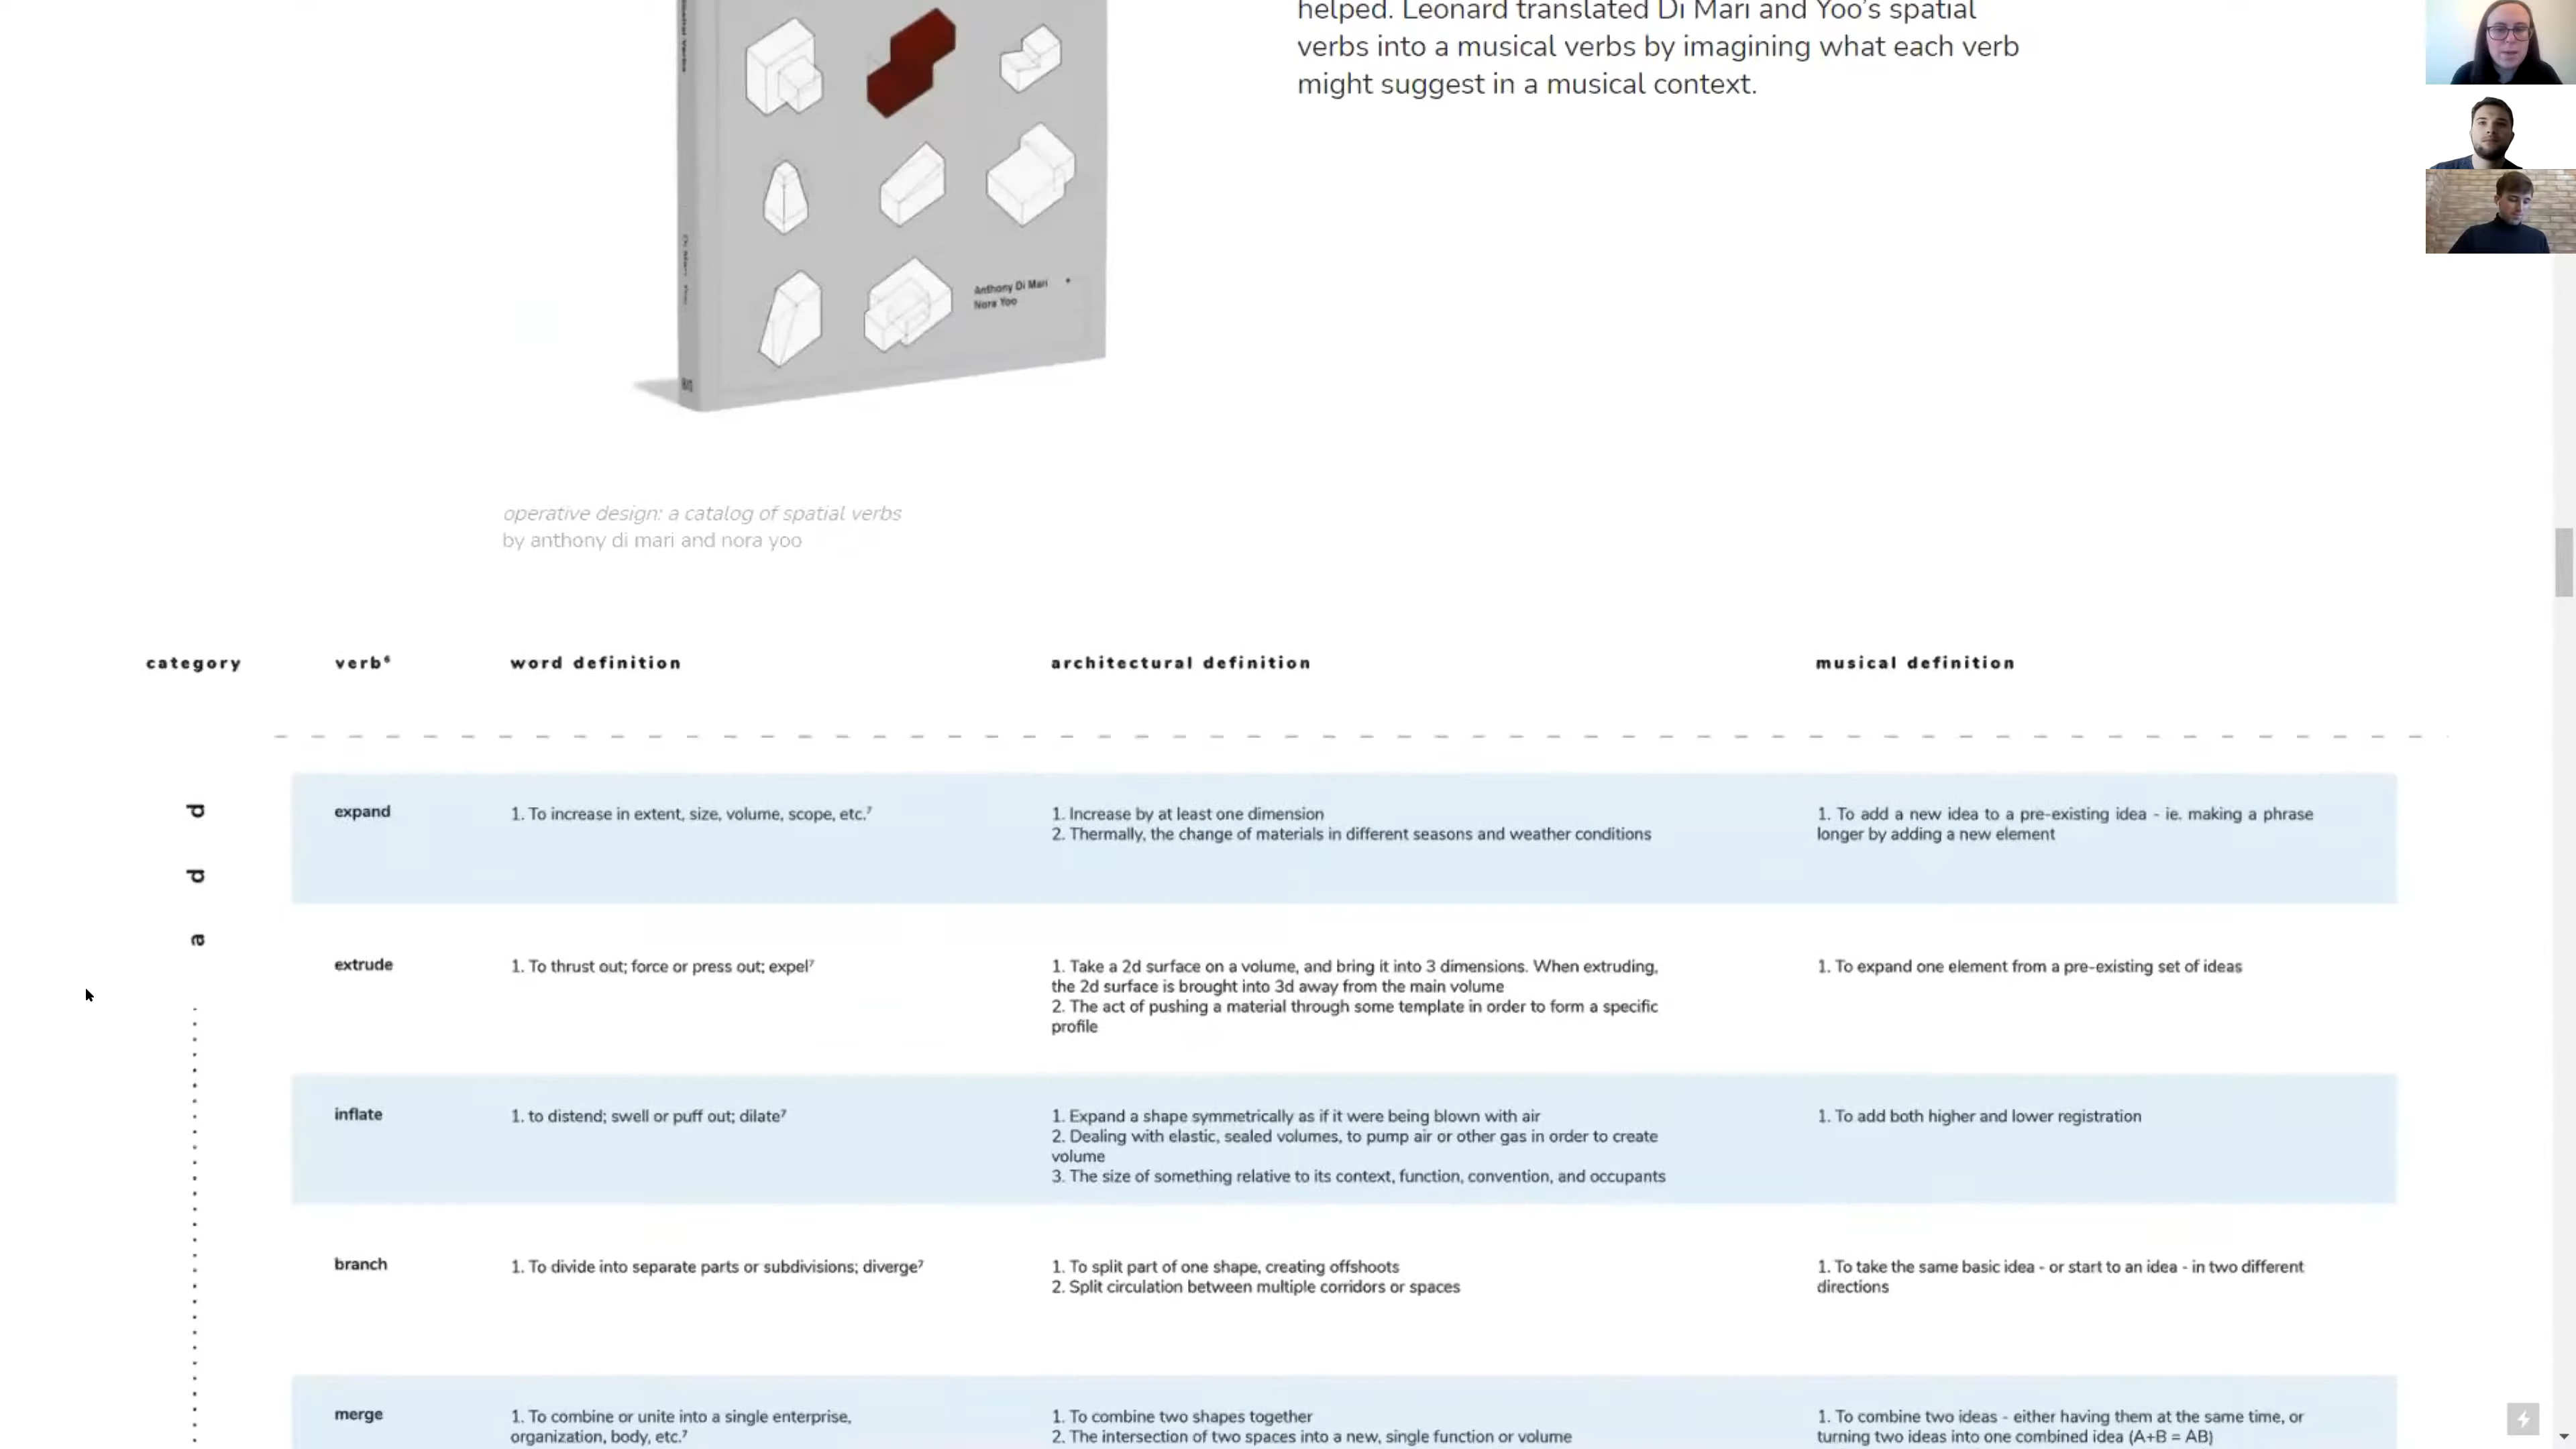 helped. Leonard translated Di Mari and Yoo's spatial
verbs into a musical verbs by imagining what each verb
might suggest in a musical context.
Anthony Di Mari
Nora Yoo
operative design: a catalog of spatial verbs
by anthony di mari and nora yoo
category verb⁶ word definition architectural definition musical definition
add
expand
1. To increase in extent, size, volume, scope, etc.⁷
1. Increase by at least one dimension
2. Thermally, the change of materials in different seasons and weather conditions
1. To add a new idea to a pre-existing idea - ie. making a phrase
longer by adding a new element
extrude
1. To thrust out; force or press out; expel⁷
1. Take a 2d surface on a volume, and bring it into 3 dimensions. When extruding,
the 2d surface is brought into 3d away from the main volume
2. The act of pushing a material through some template in order to form a specific
profile
1. To expand one element from a pre-existing set of ideas
inflate
1. to distend; swell or puff out; dilate⁷
1. Expand a shape symmetrically as if it were being blown with air
2. Dealing with elastic, sealed volumes, to pump air or other gas in order to create
volume
3. The size of something relative to its context, function, convention, and occupants
1. To add both higher and lower registration
branch
1. To divide into separate parts or subdivisions; diverge⁷
1. To split part of one shape, creating offshoots
2. Split circulation between multiple corridors or spaces
1. To take the same basic idea - or start to an idea - in two different
directions
merge
1. To combine or unite into a single enterprise,
organization, body, etc.⁷
1. To combine two shapes together
2. The intersection of two spaces into a new, single function or volume
1. To combine two ideas - either having them at the same time, or
turning two ideas into one combined idea (A+B = AB)